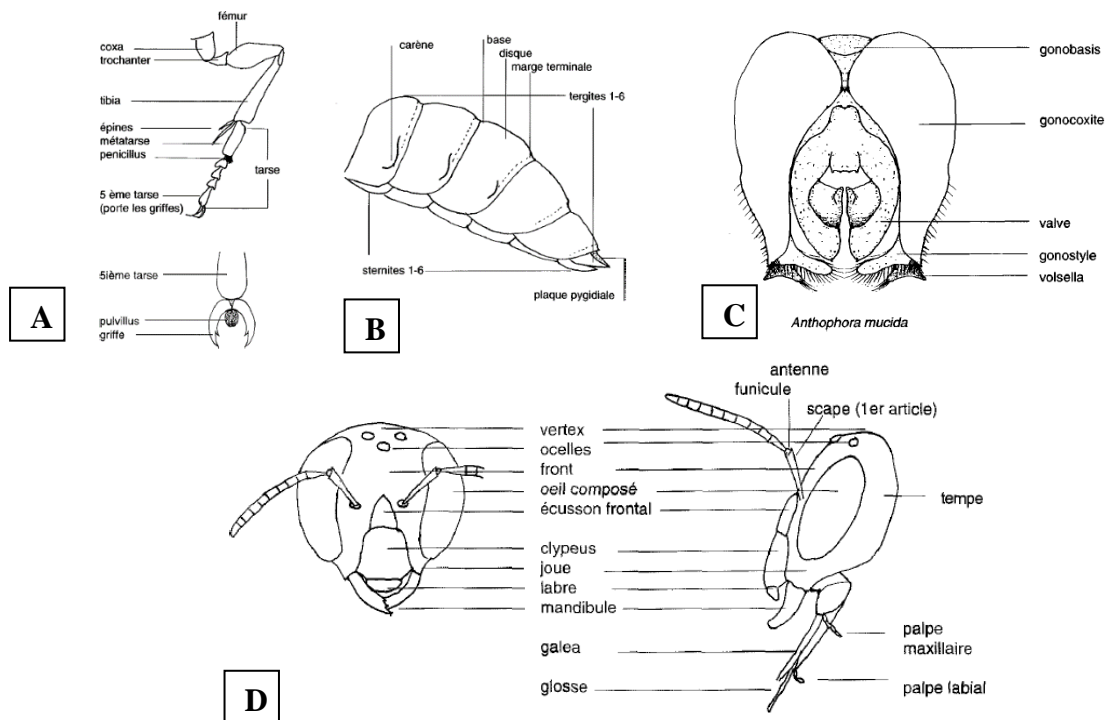 fémur
coxa
trochanter
tibia
épines
métatarse
penicillus
tarse
5 ème tarse
(porte les griffes)
5ième tarse
pulvillus
griffe
A
carène
base
disque
marge terminale
tergites 1-6
sternites 1-6
plaque pygidiale
B
gonobasis
gonocoxite
valve
gonostyle
volsella
C
Anthophora mucida
antenne
funicule
scape (1er article)
vertex
ocelles
front
oeil composé
écusson frontal
tempe
clypeus
joue
labre
mandibule
galea
glosse
palpe
maxillaire
palpe labial
D